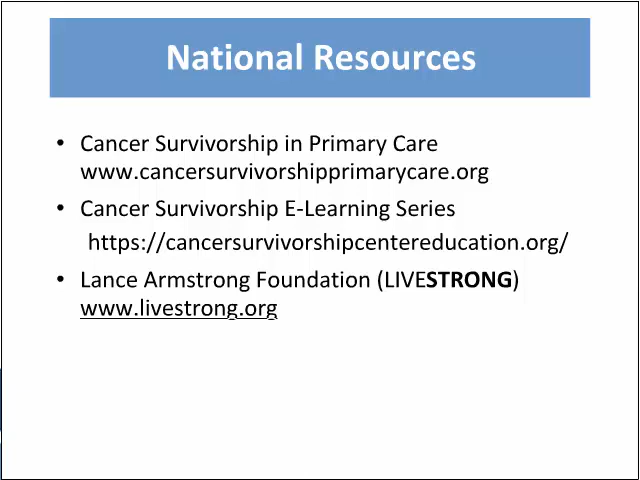 National Resources
• Cancer Survivorship in Primary Care
www.cancersurvivorshipprimarycare.org
• Cancer Survivorship E-Learning Series
https://cancersurvivorshipcentereducation.org/
• Lance Armstrong Foundation (LIVESTRONG)
www.livestrong.org